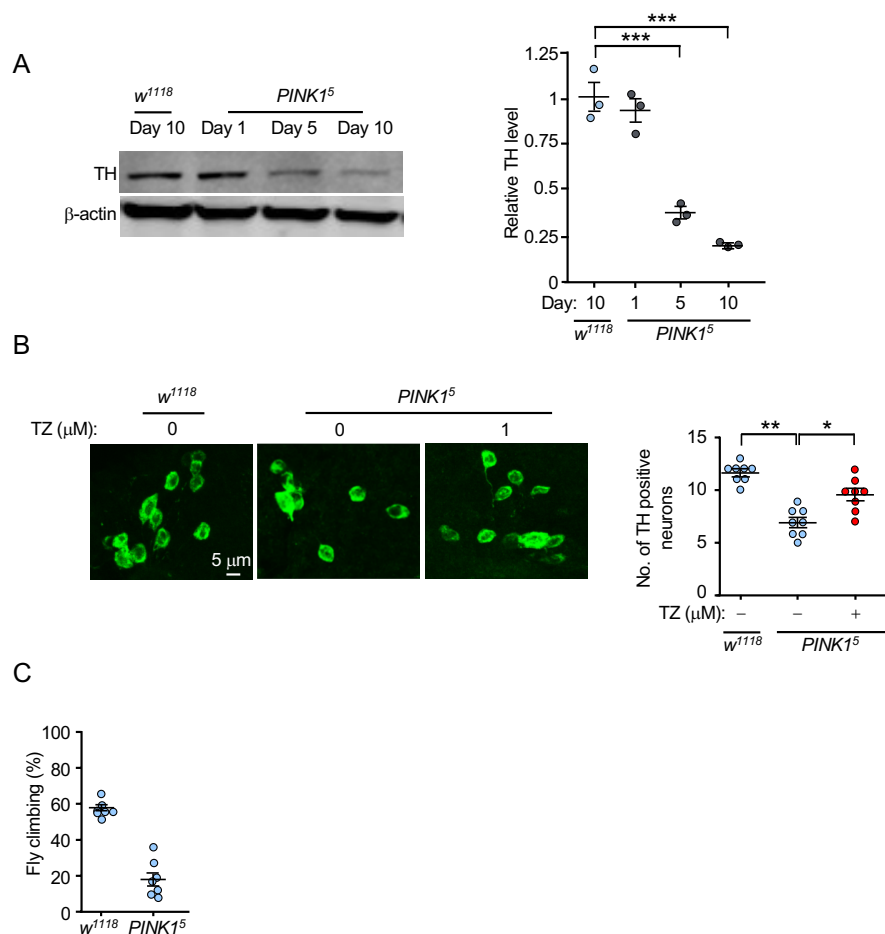 A
w1118 PINK15
Day 10 Day 1 Day 5 Day 10
TH
β-actin
***
***
Relative TH level
1.25
1
0.75
0.5
0.25
0
Day: 10 1 5 10
w1118 PINK15
B
w1118 PINK15
TZ (μM): 0 0 1
5 μm
** *
No. of TH positive
neurons
15
10
5
0
TZ (μM): – – +
w1118 PINK15
C
Fly climbing (%)
100
80
60
40
20
0
w1118 PINK15